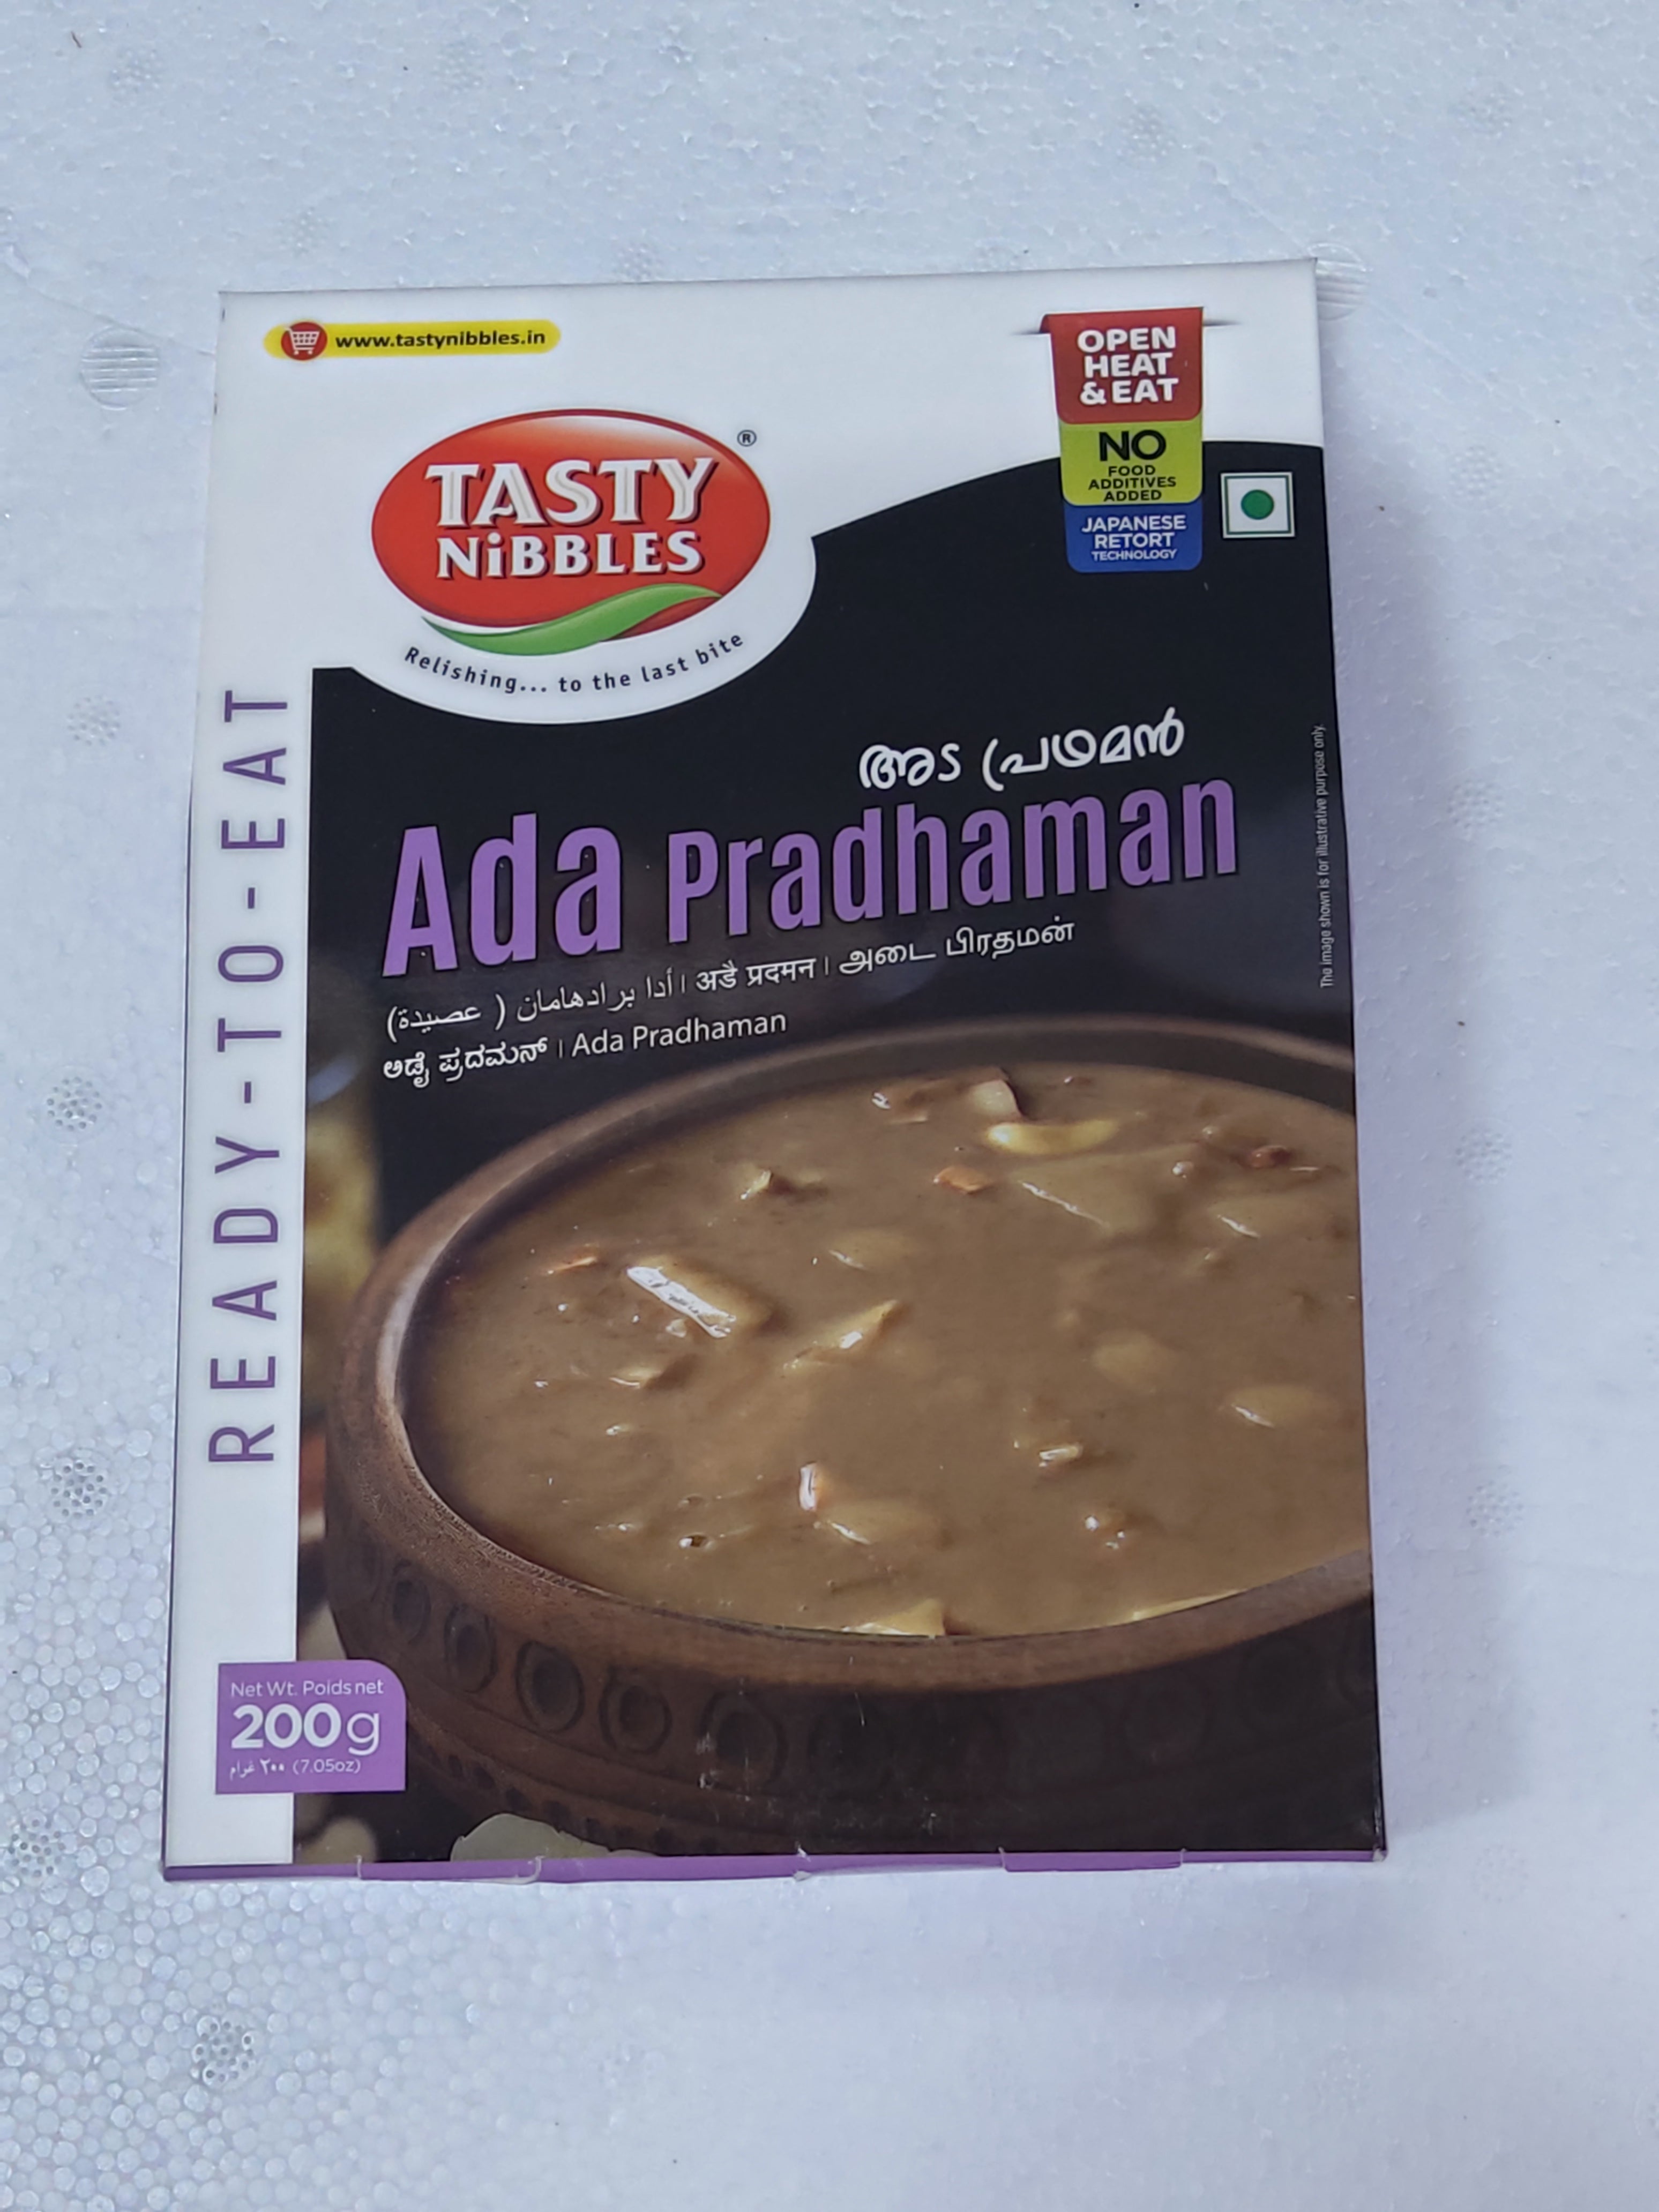 www.tastynibbles.in
OPEN
HEAT
& EAT
NO
FOOD
ADDITIVES
ADDED
JAPANESE
RETORT
TECHNOLOGY
TASTY
NiBBLES
®
Relishing... to the last bite
READY-TO-EAT
അട പ്രഥമൻ
Ada Pradhaman
أدا برادهامان ( عصيدة) | अडै प्रदमन | அடை பிரதமன்
ಅಡೈ ಪ್ರದಮನ್ | Ada Pradhaman
The image shown is for illustrative purpose only.
Net Wt. Poids net
200g
٢٠٠ غرام (7.05oz)